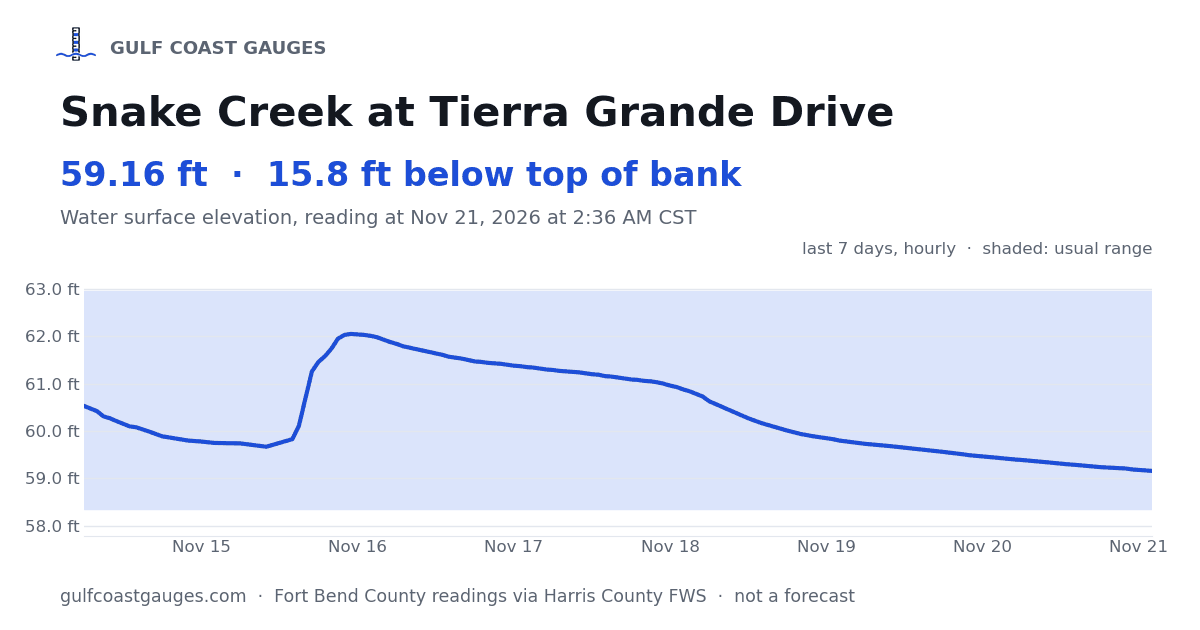 GULF COAST GAUGES
Snake Creek at Tierra Grande Drive
59.16 ft · 15.8 ft below top of bank
Water surface elevation, reading at Nov 21, 2026 at 2:36 AM CST
last 7 days, hourly · shaded: usual range
63.0 ft
62.0 ft
61.0 ft
60.0 ft
59.0 ft
58.0 ft
Nov 15 Nov 16 Nov 17 Nov 18 Nov 19 Nov 20 Nov 21
gulfcoastgauges.com · Fort Bend County readings via Harris County FWS · not a forecast